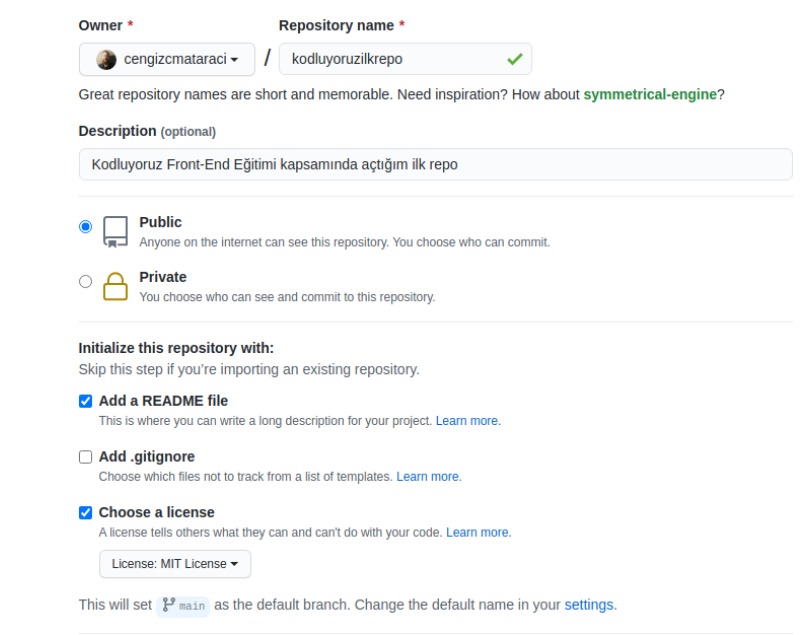 Owner * Repository name *
cengizcmataraci / kodluyoruzilkrepo
Great repository names are short and memorable. Need inspiration? How about symmetrical-engine?
Description (optional)
Kodluyoruz Front-End Eğitimi kapsamında açtığım ilk repo
Public
Anyone on the internet can see this repository. You choose who can commit.
Private
You choose who can see and commit to this repository.
Initialize this repository with:
Skip this step if you’re importing an existing repository.
Add a README file
This is where you can write a long description for your project. Learn more.
Add .gitignore
Choose which files not to track from a list of templates. Learn more.
Choose a license
A license tells others what they can and can't do with your code. Learn more.
License: MIT License
This will set main as the default branch. Change the default name in your settings.